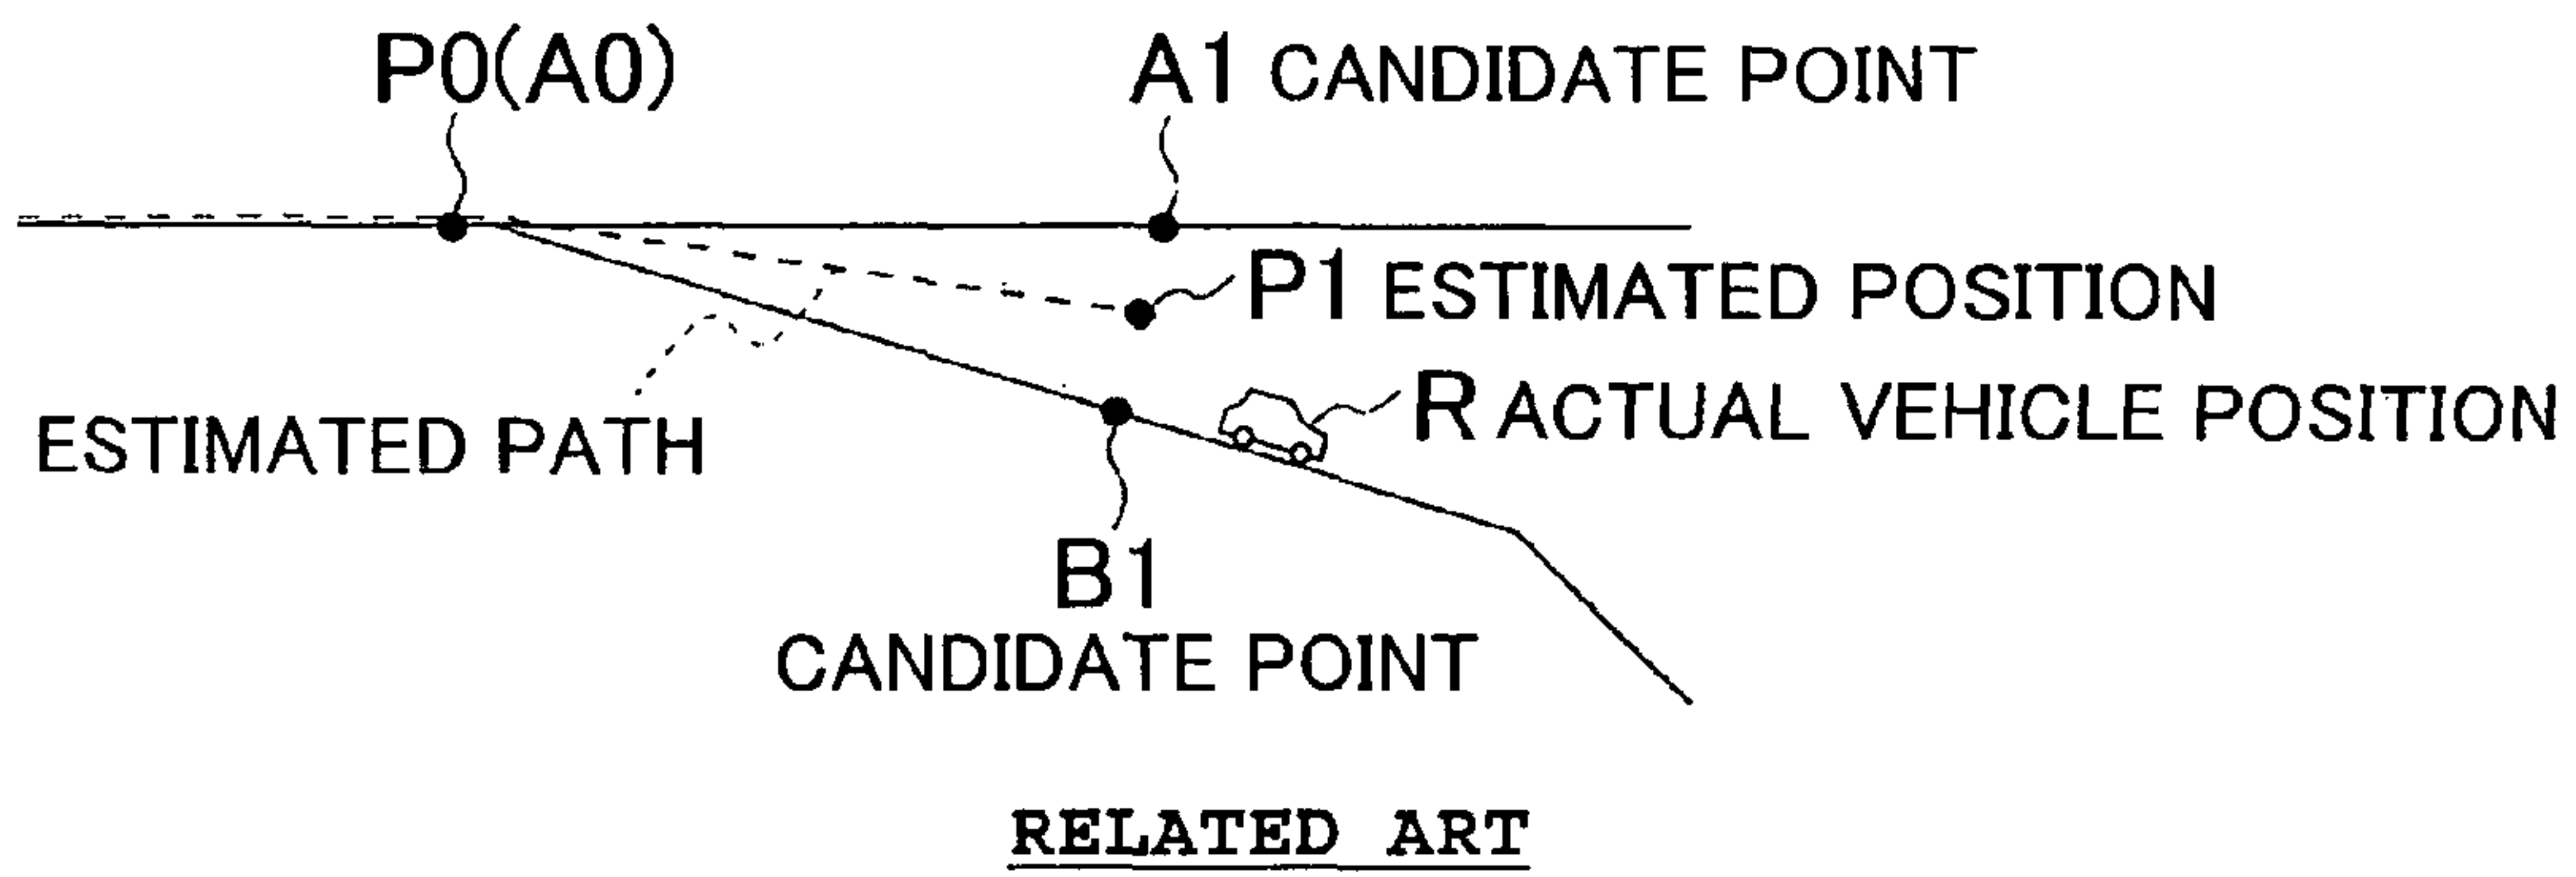 P0(A0)
A1 CANDIDATE POINT
P1 ESTIMATED POSITION
R ACTUAL VEHICLE POSITION
ESTIMATED PATH
B1
CANDIDATE POINT
RELATED ART